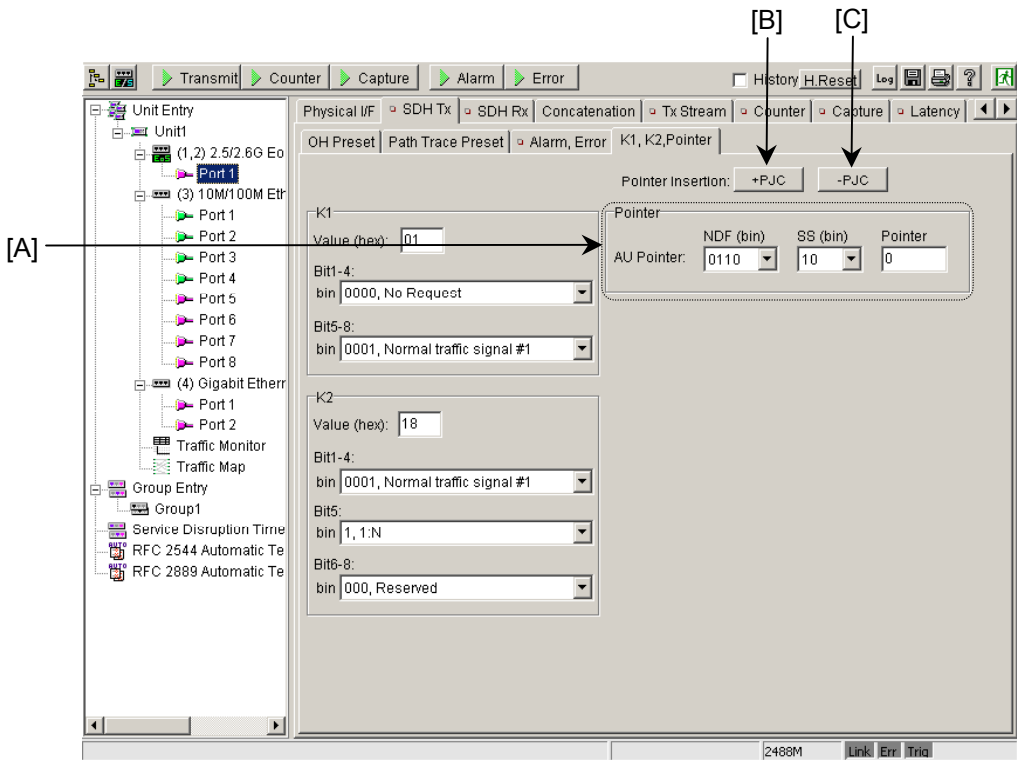 [B] [C]
Transmit Counter Capture Alarm Error History H.Reset Log
Unit Entry
Unit1
(1,2) 2.5/2.6G Eo
EoS
Port 1
(3) 10M/100M Eth
Port 1
Port 2
Port 3
Port 4
Port 5
Port 6
Port 7
Port 8
(4) Gigabit Etherr
Port 1
Port 2
Traffic Monitor
Traffic Map
Group Entry
Group1
Service Disruption Time
AUTO RFC 2544 Automatic Te
AUTO RFC 2889 Automatic Te
Physical I/F SDH Tx SDH Rx Concatenation Tx Stream Counter Capture Latency
OH Preset Path Trace Preset Alarm, Error K1, K2,Pointer
Pointer Insertion: +PJC -PJC
[A]
K1
Value (hex): 01
Bit1-4:
bin 0000, No Request
Bit5-8:
bin 0001, Normal traffic signal #1
K2
Value (hex): 18
Bit1-4:
bin 0001, Normal traffic signal #1
Bit5:
bin 1, 1:N
Bit6-8:
bin 000, Reserved
Pointer
NDF (bin) SS (bin) Pointer
AU Pointer: 0110 10 0
2488M Link Err Trig